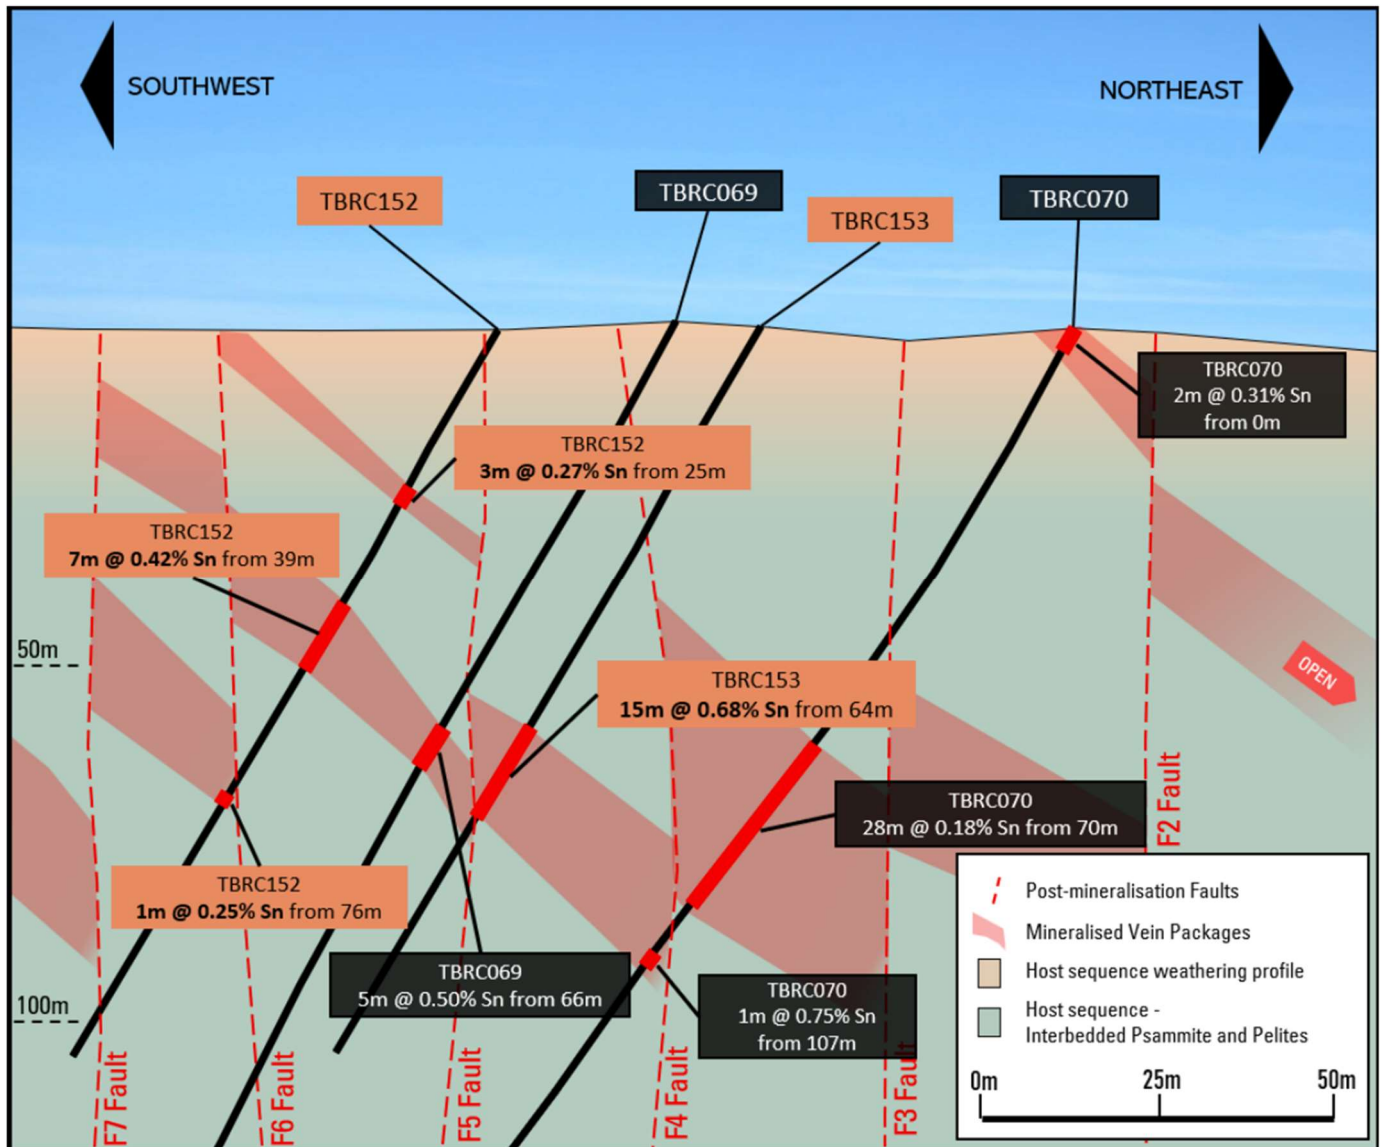 SOUTHWEST
NORTHEAST
TBRC152
TBRC069
TBRC153
TBRC070
TBRC070
2m @ 0.31% Sn
from 0m
TBRC152
3m @ 0.27% Sn from 25m
TBRC152
7m @ 0.42% Sn from 39m
50m
OPEN
TBRC153
15m @ 0.68% Sn from 64m
TBRC070
28m @ 0.18% Sn from 70m
F2 Fault
TBRC152
1m @ 0.25% Sn from 76m
TBRC069
5m @ 0.50% Sn from 66m
TBRC070
1m @ 0.75% Sn
from 107m
100m
F7 Fault
F6 Fault
F5 Fault
F4 Fault
F3 Fault
Post-mineralisation Faults
Mineralised Vein Packages
Host sequence weathering profile
Host sequence -
Interbedded Psammite and Pelites
0m 25m 50m